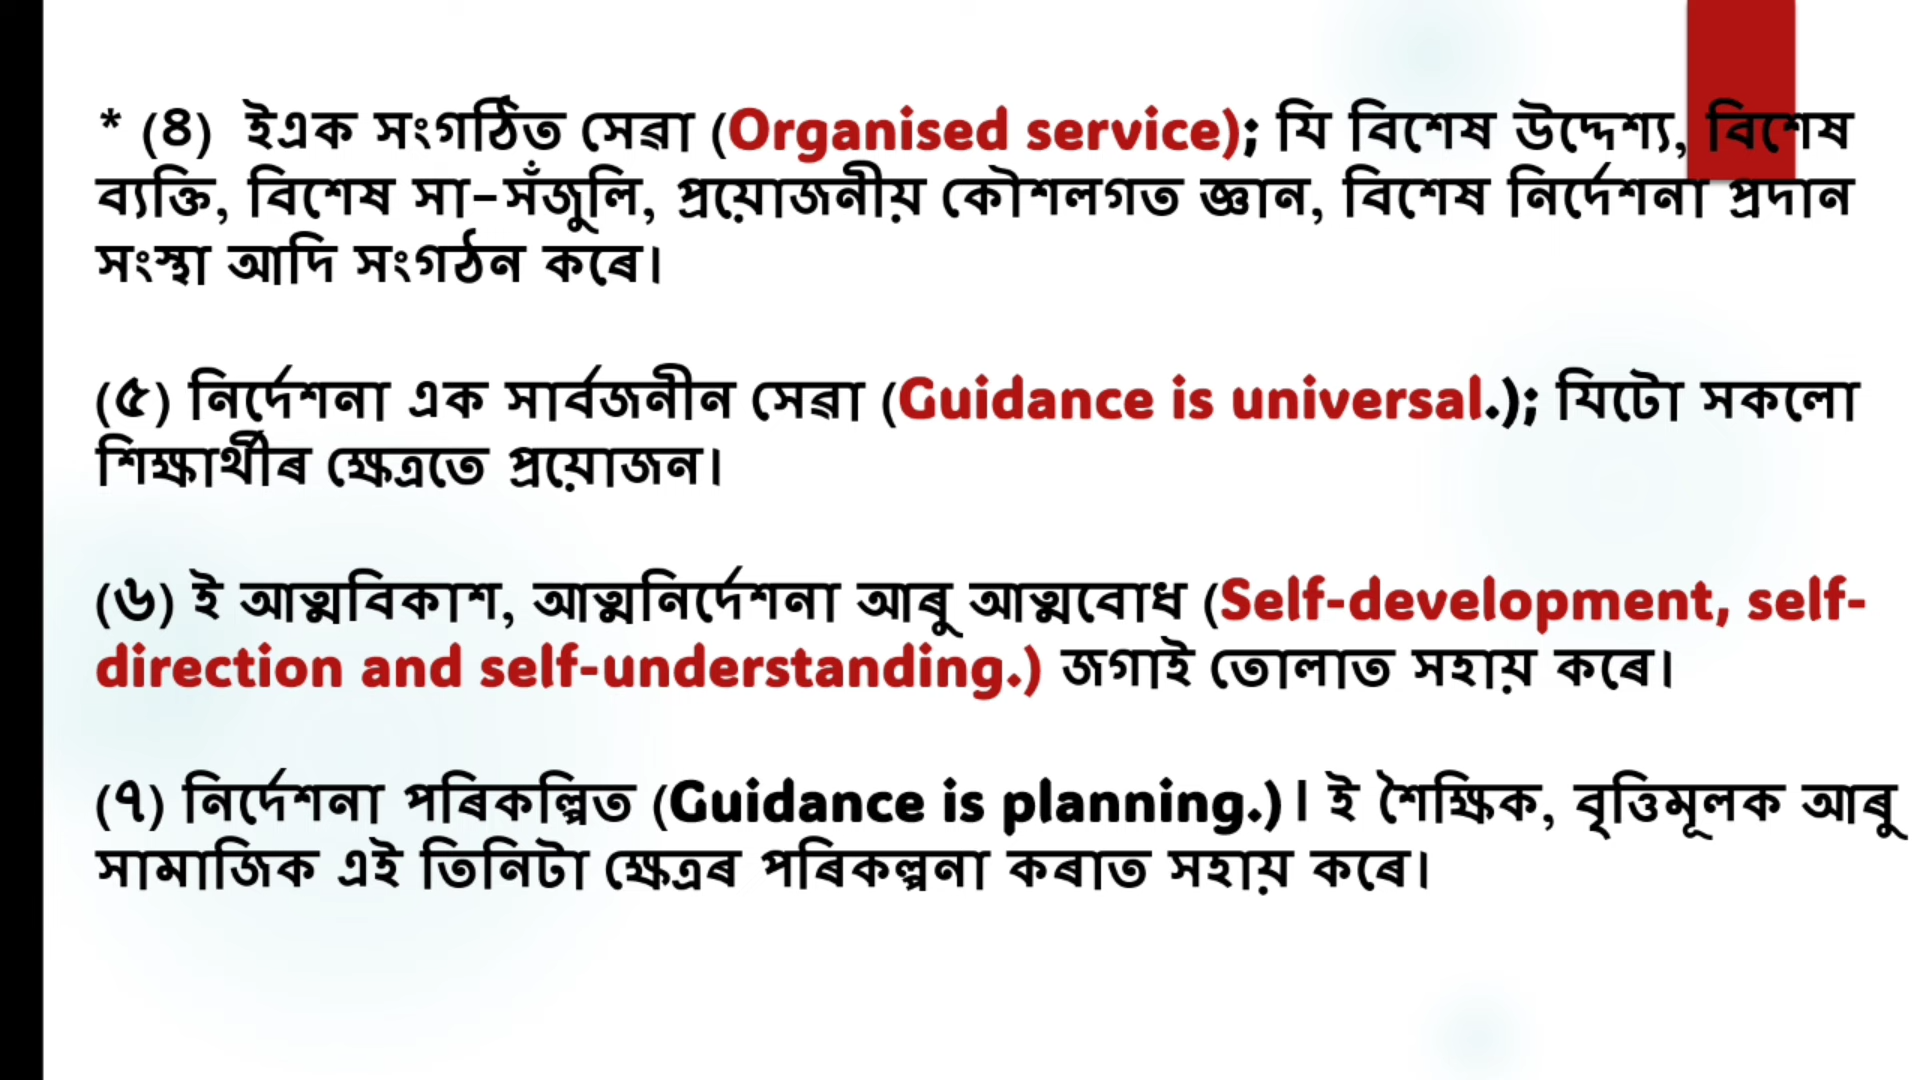 * (৪) ইএক সংগঠিত সেৱা (Organised service); যি বিশেষ উদ্দেশ্য, বিশেষ
ব্যক্তি, বিশেষ সা-সঁজুলি, প্ৰয়োজনীয় কৌশলগত জ্ঞান, বিশেষ নিৰ্দেশনা প্ৰদান
সংস্থা আদি সংগঠন কৰে।
(৫) নিৰ্দেশনা এক সাৰ্বজনীন সেৱা (Guidance is universal.); যিটো সকলো
শিক্ষাৰ্থীৰ ক্ষেত্ৰতে প্ৰয়োজন।
(৬) ই আত্মবিকাশ, আত্মনিৰ্দেশনা আৰু আত্মবোধ (Self-development, self-
direction and self-understanding.) জগাই তোলাত সহায় কৰে।
(৭) নিৰ্দেশনা পৰিকল্পিত (Guidance is planning.)। ই শৈক্ষিক, বৃত্তিমূলক আৰু
সামাজিক এই তিনিটা ক্ষেত্ৰৰ পৰিকল্পনা কৰাত সহায় কৰে।